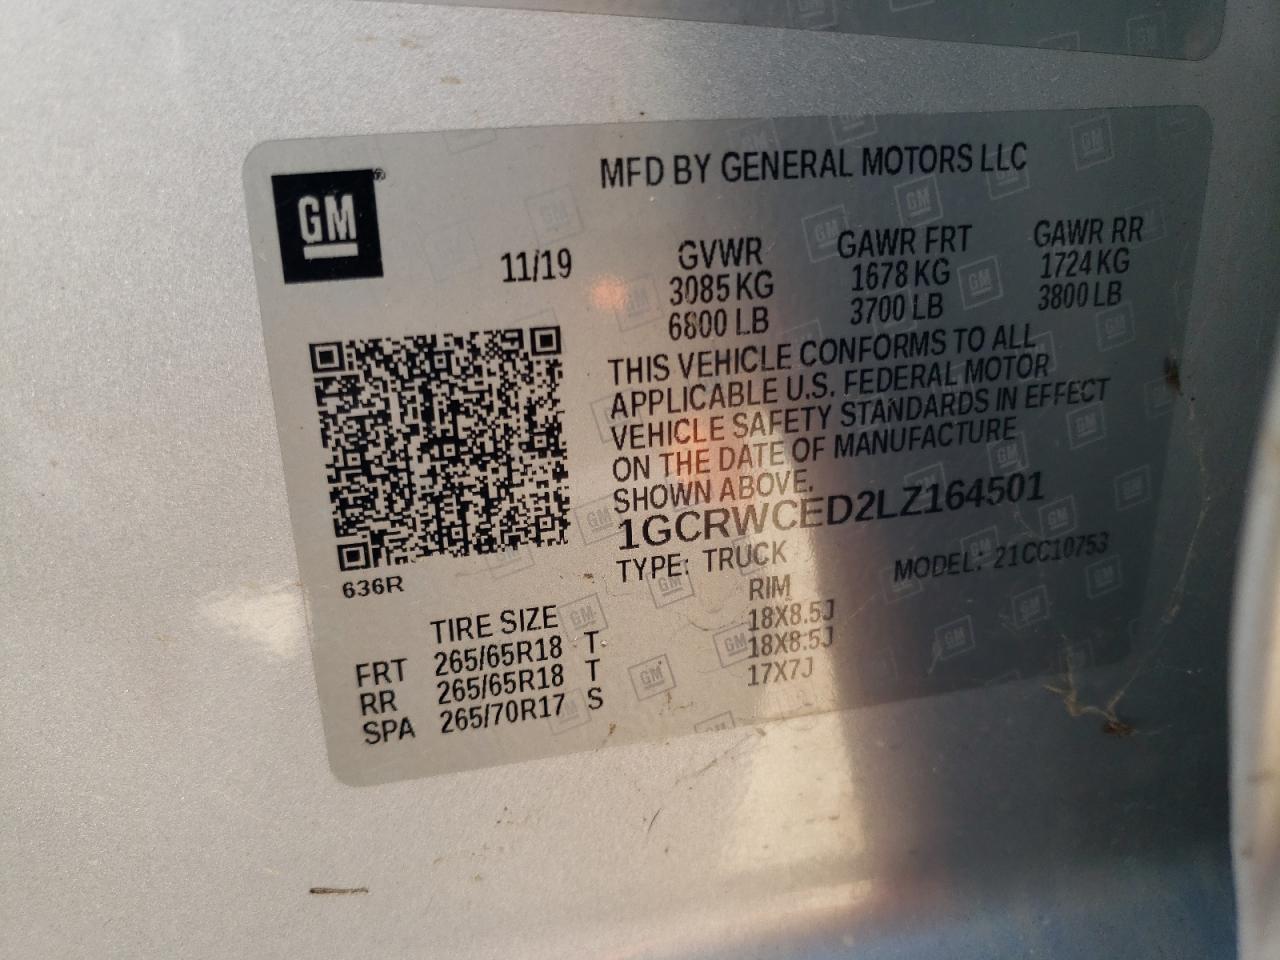 GM
MFD BY GENERAL MOTORS LLC
11/19
GVWR
3085 KG
6800 LB
GAWR FRT
1678 KG
3700 LB
GAWR RR
1724 KG
3800 LB
THIS VEHICLE CONFORMS TO ALL
APPLICABLE U.S. FEDERAL MOTOR
VEHICLE SAFETY STANDARDS IN EFFECT
ON THE DATE OF MANUFACTURE
SHOWN ABOVE.
1GCRWCED2LZ164501
TYPE: TRUCK MODEL: 21CC10753
636R
TIRE SIZE RIM
FRT 265/65R18 T 18X8.5J
RR 265/65R18 T 18X8.5J
SPA 265/70R17 S 17X7J